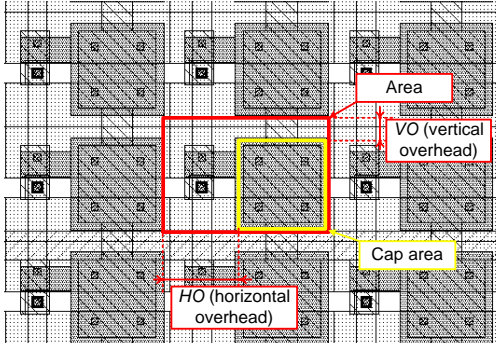 Area
VO (vertical
overhead)
Cap area
HO (horizontal
overhead)